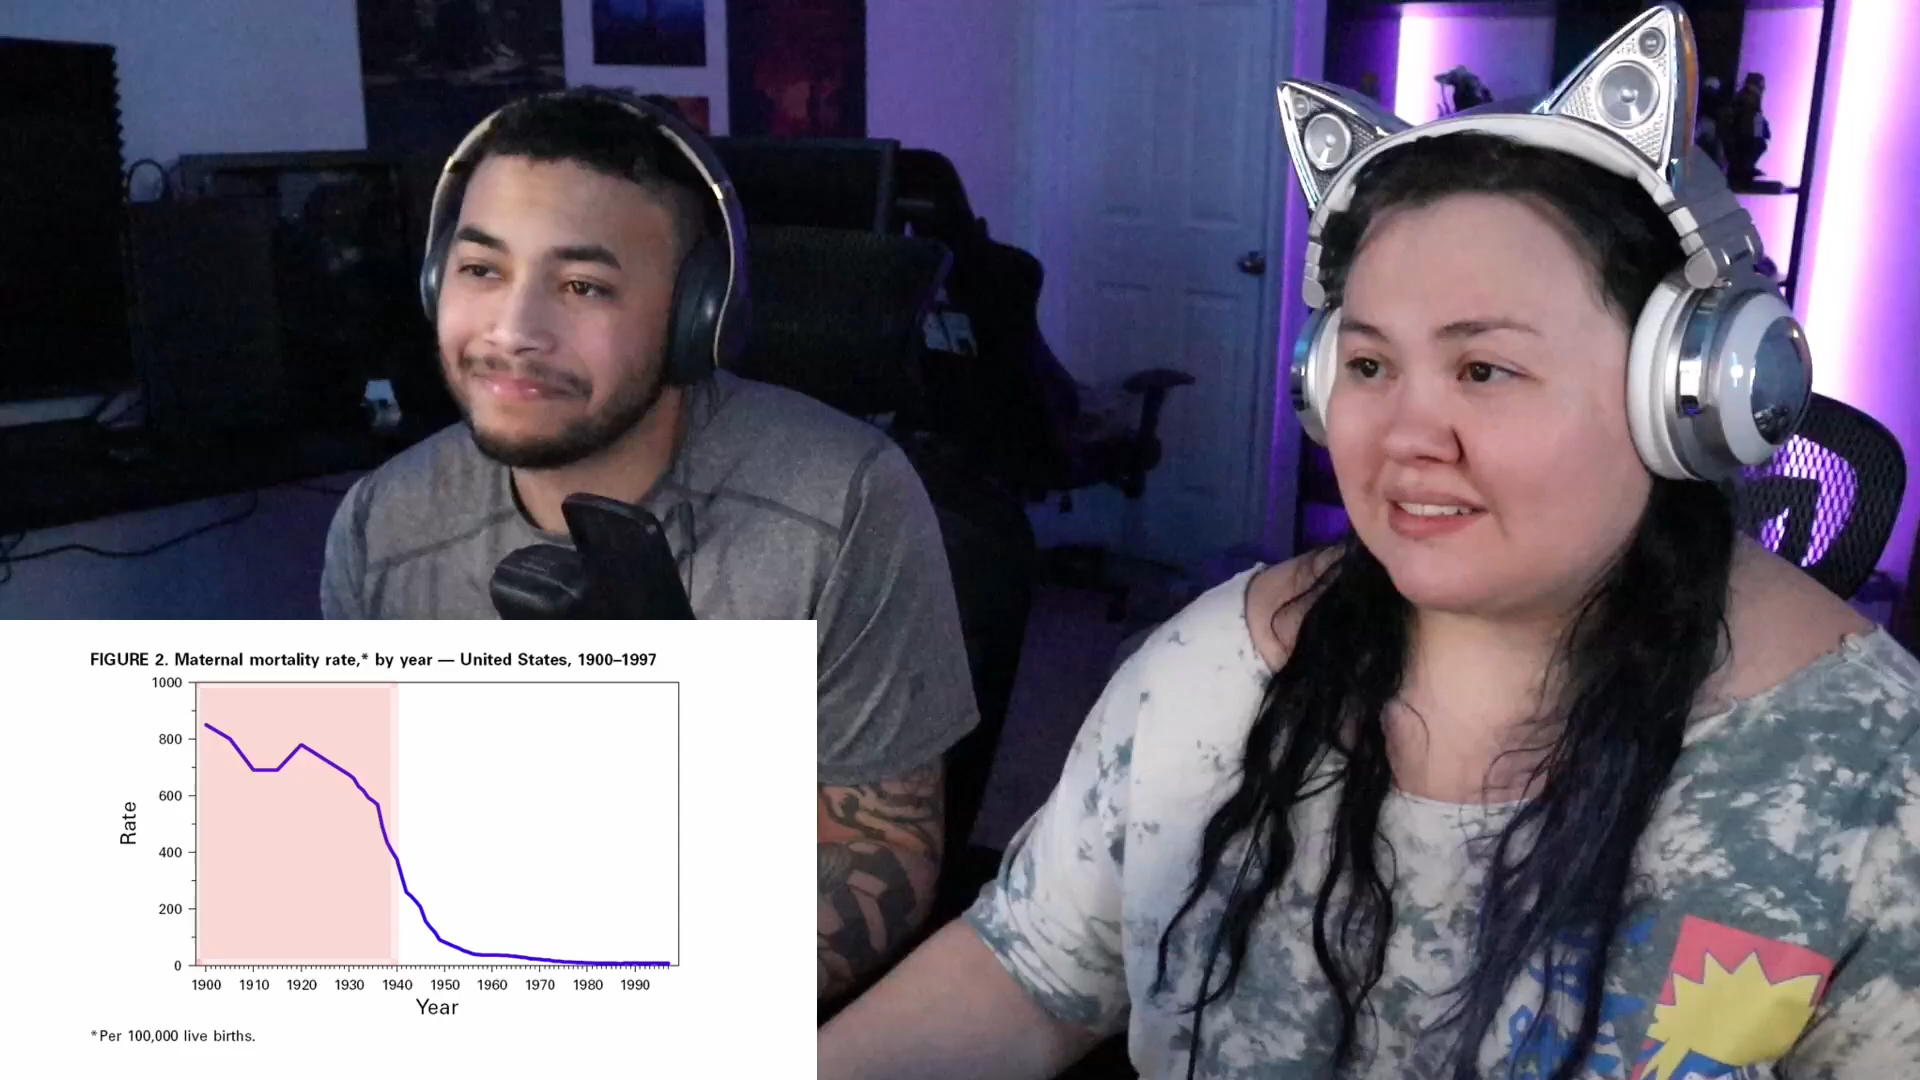 FIGURE 2. Maternal mortality rate,* by year — United States, 1900–1997
1000
800
600
400
200
0
Rate
1900 1910 1920 1930 1940 1950 1960 1970 1980 1990
Year
*Per 100,000 live births.